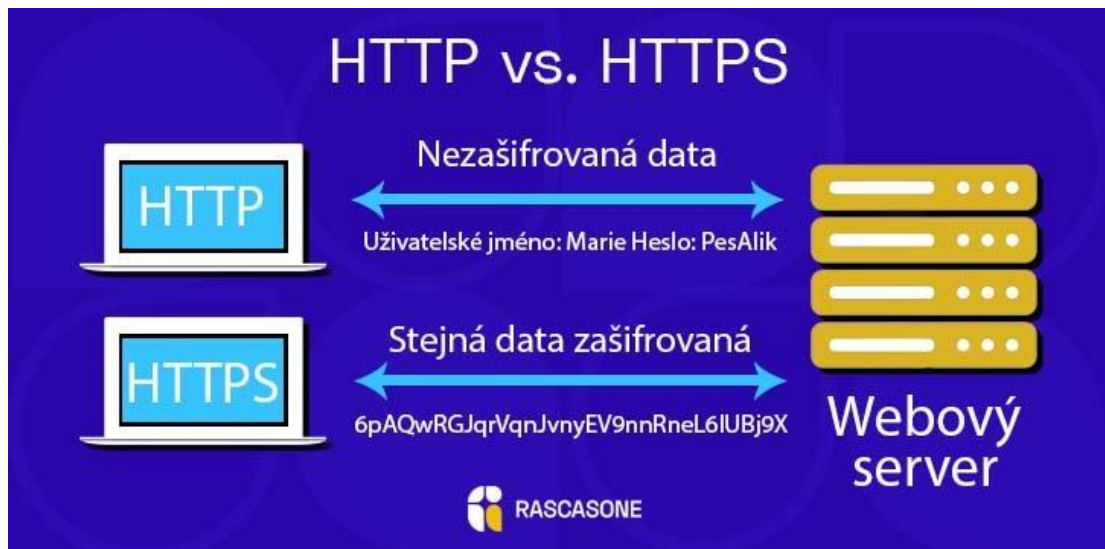 HTTP vs. HTTPS
HTTP
Nezašifrovaná data
Uživatelské jméno: Marie Heslo: PesAlik
HTTPS
Stejná data zašifrovaná
6pAQwRGJqrVqnJvnyEV9nnRneL6lUBj9X
Webový
server
RASCASONE